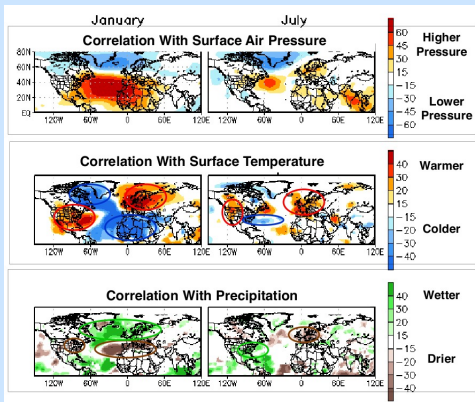 January July
Correlation With Surface Air Pressure
80N
60N
40N
20N
EQ
120W 60W 0 60E 120E 120W 60W 0 60E 120E
60
45
30
15
−15
−30
−45
−60
Higher
Pressure
Lower
Pressure
Correlation With Surface Temperature
120W 60W 0 60E 120W 60W 0 60E 120E
40
30
20
15
−15
−20
−30
−40
Warmer
Colder
Correlation With Precipitation
120W 60W 0 60E 120W 60W 0 60E 120E
40
30
20
15
−15
−20
−30
−40
Wetter
Drier